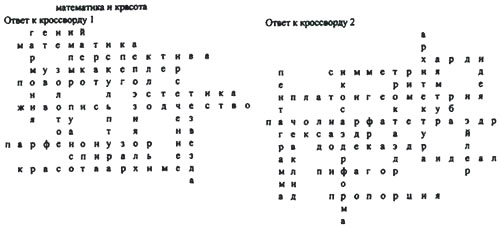 математика и красота
Ответ к кроссворду 1
г е н и й
м а т е м а т и к а
р п е р с п е к т и в а
м у з ы к а к е п л е р
п о в о р о т у г о л с
н л э с т е т и к а
ж и в о п и с ь з о д ч е с т в о
я т у п и е з
о а т я н а
п а р ф е н о н у з о р н е
с п и р а л ь е з
к р а с о т а а р х и м е д
а
Ответ к кроссворду 2
а
р
х а р д и
п с и м м е т р и я д
е к р и т м е
и н п л а т о н г е о м е т р и я
т с к к у б
п а ч о л и а р ф а т е т р а э д р
г е к с а э д р а у й
р а д о д е к а э д р л
а к р д а и д е а л
м л п и ф а г о р р
м и о
а д п р о п о р ц и я
м
а